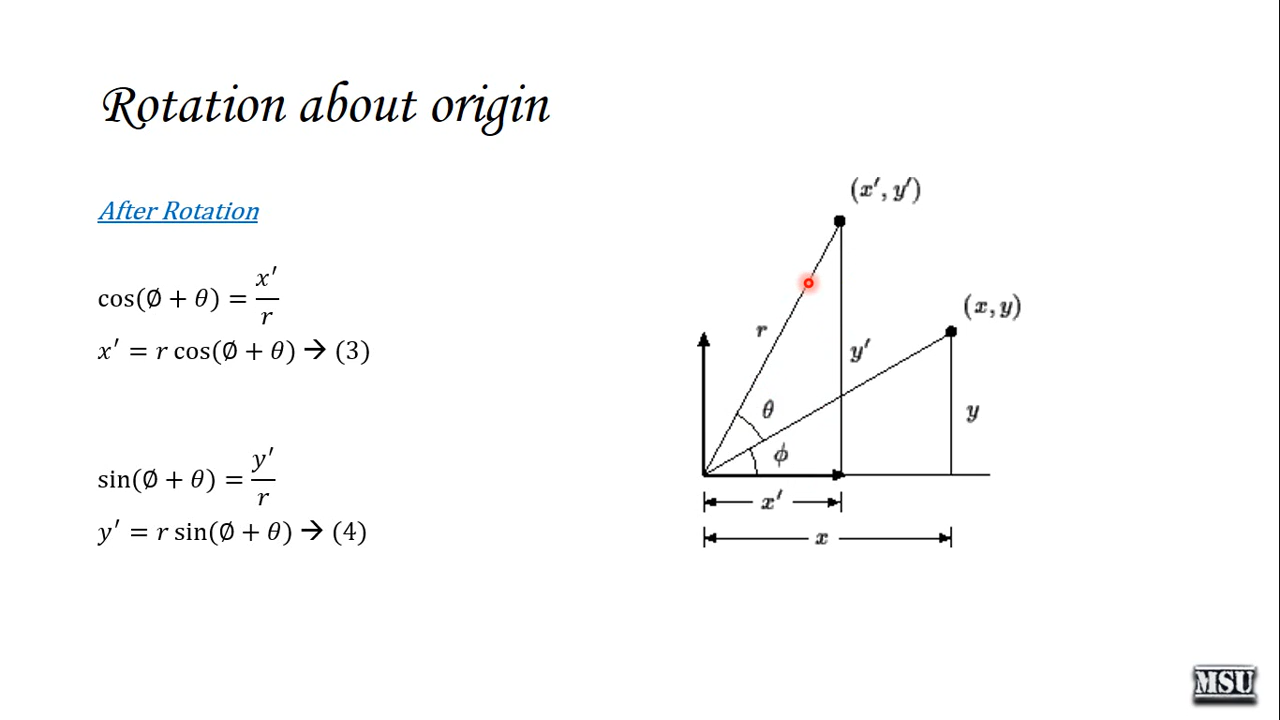 Rotation about origin
After Rotation
cos(∅ + θ) = x′/r
x′ = r cos(∅ + θ) → (3)
sin(∅ + θ) = y′/r
y′ = r sin(∅ + θ) → (4)
(x′, y′)
(x, y)
r
y′
θ
y
ϕ
x′
x
MSU